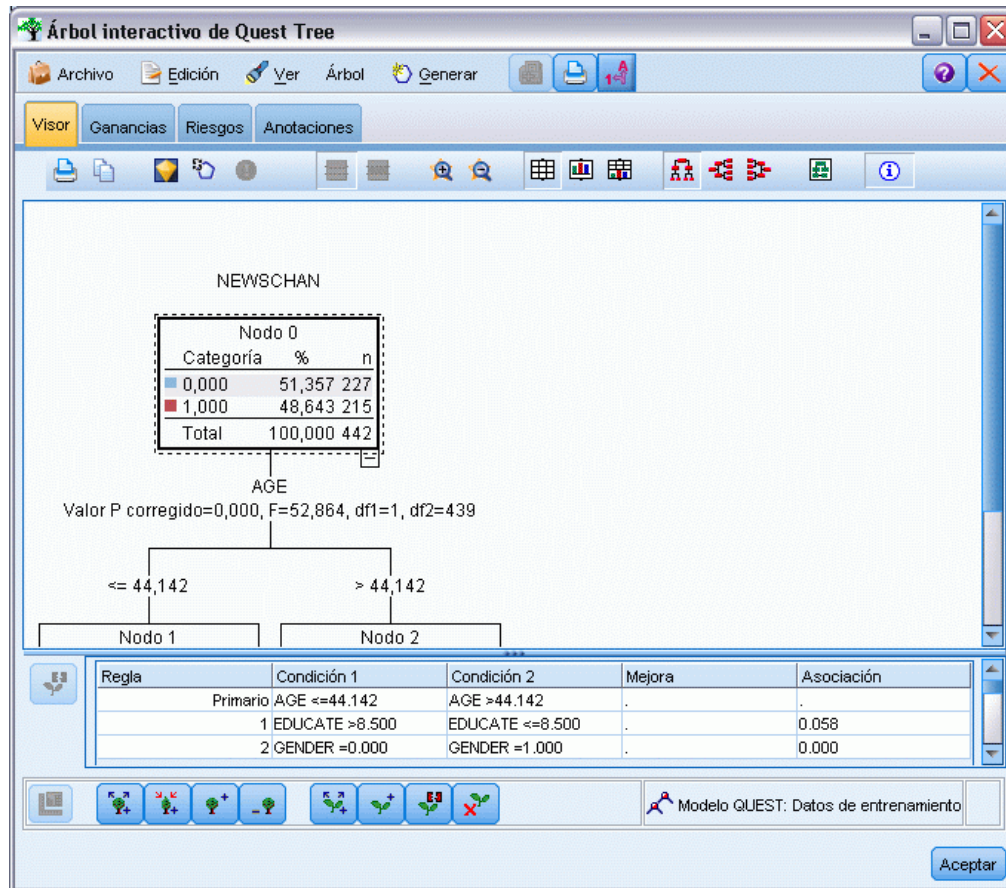 Árbol interactivo de Quest Tree
Archivo Edición Ver Árbol Generar
Visor Ganancias Riesgos Anotaciones
NEWSCHAN
Nodo 0
Categoría % n
0,000 51,357 227
1,000 48,643 215
Total 100,000 442
AGE
Valor P corregido=0,000, F=52,864, df1=1, df2=439
<= 44,142 > 44,142
Nodo 1 Nodo 2
Regla Condición 1 Condición 2 Mejora Asociación
Primario AGE <=44.142 AGE >44.142 . .
1 EDUCATE >8.500 EDUCATE <=8.500 . 0.058
2 GENDER =0.000 GENDER =1.000 . 0.000
Modelo QUEST: Datos de entrenamiento
Aceptar